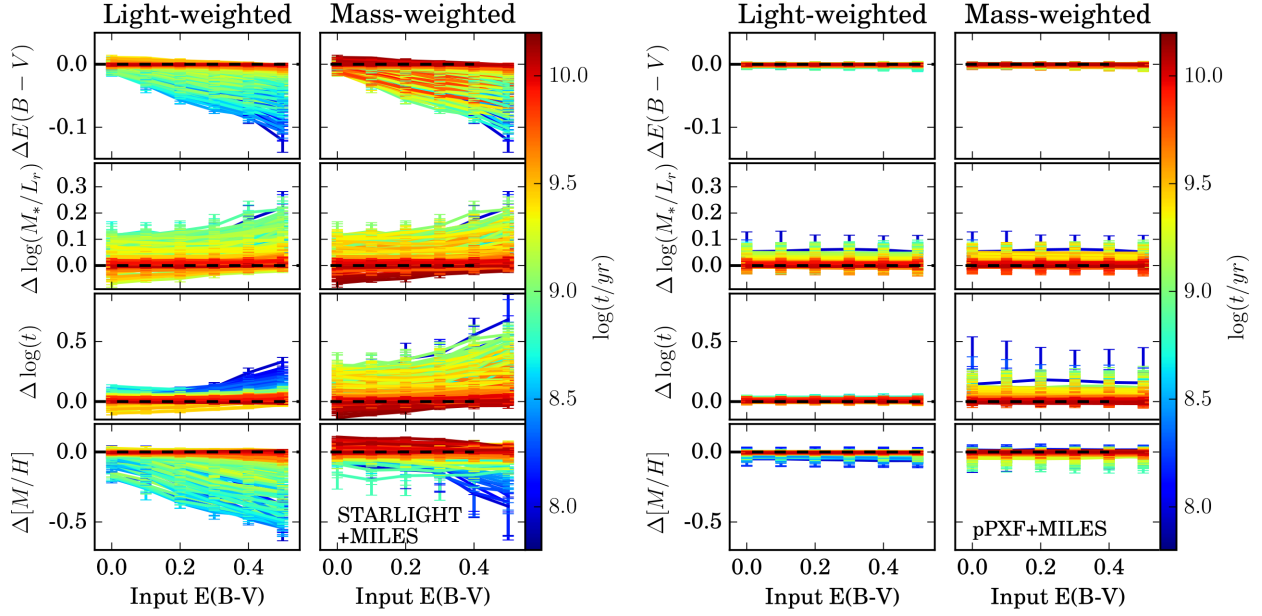 Light-weighted Mass-weighted Light-weighted Mass-weighted
ΔE(B − V) 0.0 -0.1 10.0 ΔE(B − V) 0.0 -0.1 10.0
Δ log(M*/Lr) 0.3 0.2 0.1 0.0 9.5 Δ log(M*/Lr) 0.3 0.2 0.1 0.0 9.5
Δ log(t) 0.5 0.0 9.0 log(t/yr) Δ log(t) 0.5 0.0 9.0 log(t/yr)
8.5 8.5
Δ[M/H] 0.0 -0.5 8.0 Δ[M/H] 0.0 -0.5 8.0
STARLIGHT
+MILES
pPXF+MILES
0.0 0.2 0.4 0.0 0.2 0.4 0.0 0.2 0.4 0.0 0.2 0.4
Input E(B-V) Input E(B-V) Input E(B-V) Input E(B-V)